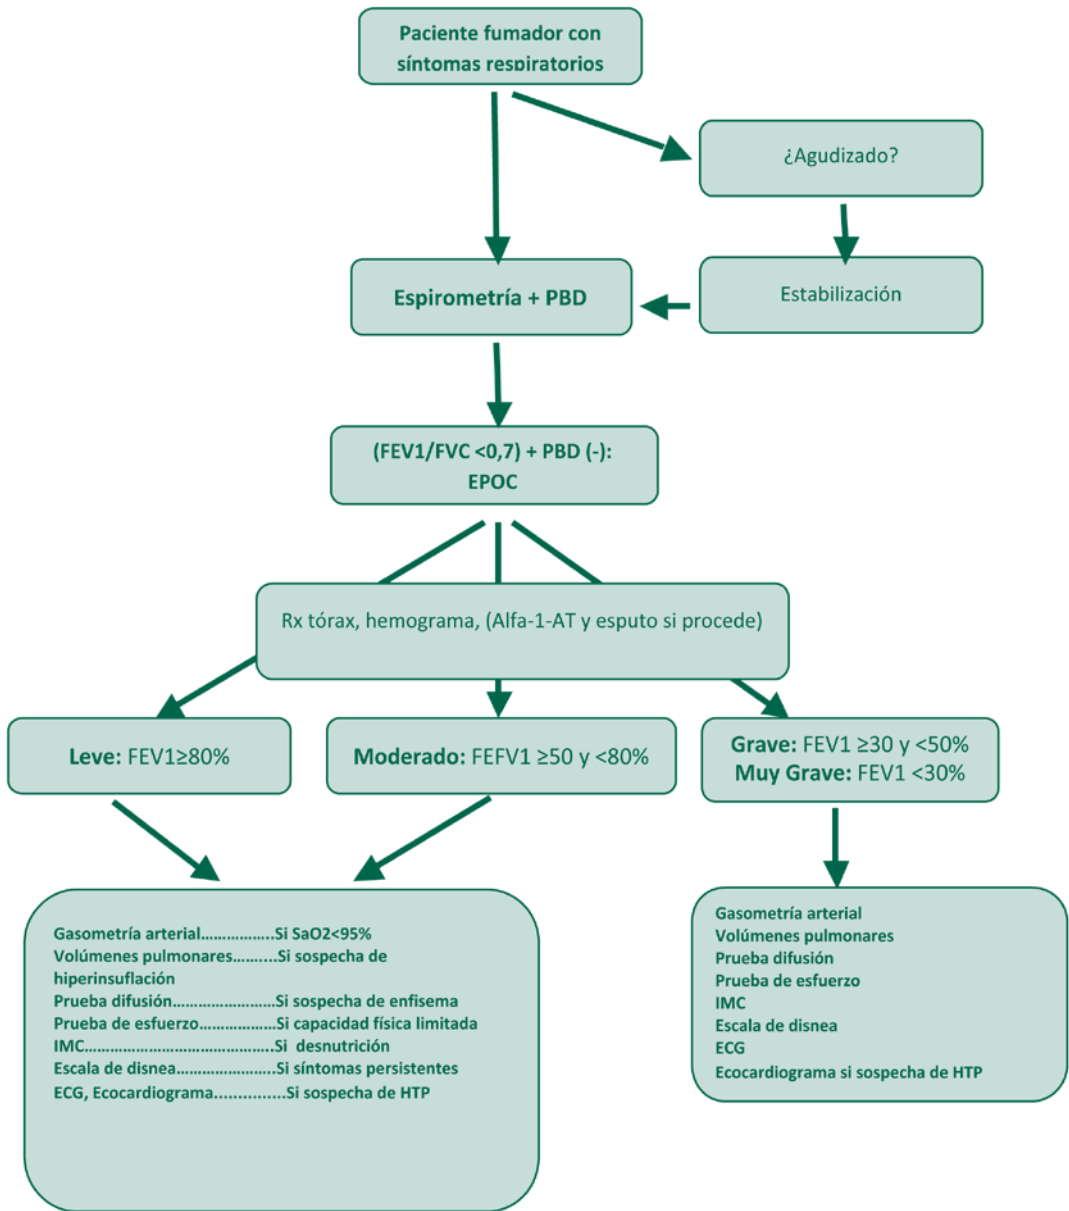 Paciente fumador con
síntomas respiratorios
¿Agudizado?
Espirometría + PBD
Estabilización
(FEV1/FVC <0,7) + PBD (-):
EPOC
Rx tórax, hemograma, (Alfa-1-AT y esputo si procede)
Leve: FEV1≥80%
Moderado: FEFV1 ≥50 y <80%
Grave: FEV1 ≥30 y <50%
Muy Grave: FEV1 <30%
Gasometría arterial……………..Si SaO2<95%
Volúmenes pulmonares…......Si sospecha de
hiperinsuflación
Prueba difusión……………………Si sospecha de enfisema
Prueba de esfuerzo………………Si capacidad física limitada
IMC…………………………………….Si  desnutrición
Escala de disnea…………………..Si síntomas persistentes
ECG, Ecocardiograma................Si sospecha de HTP
Gasometría arterial
Volúmenes pulmonares
Prueba difusión
Prueba de esfuerzo
IMC
Escala de disnea
ECG
Ecocardiograma si sospecha de HTP